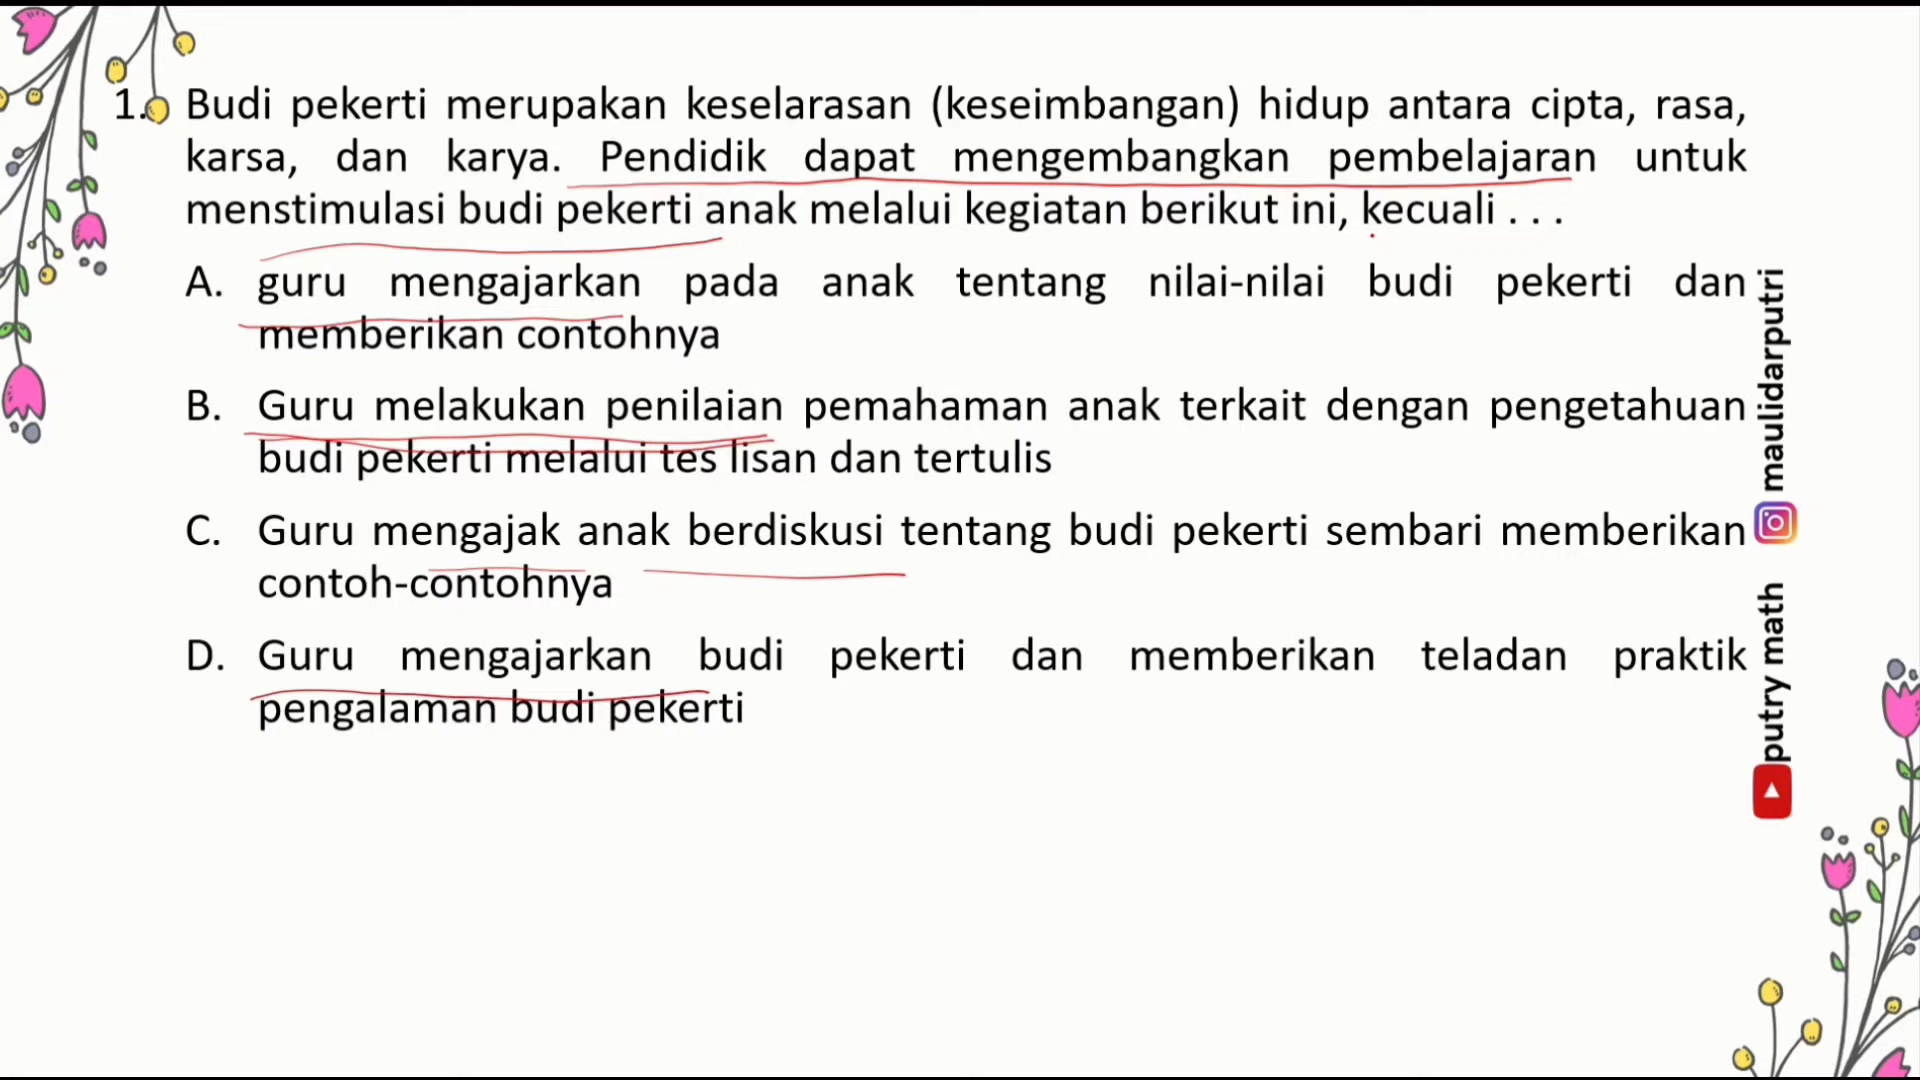 1. Budi pekerti merupakan keselarasan (keseimbangan) hidup antara cipta, rasa,
karsa, dan karya. Pendidik dapat mengembangkan pembelajaran untuk
menstimulasi budi pekerti anak melalui kegiatan berikut ini, kecuali . . .
A. guru mengajarkan pada anak tentang nilai-nilai budi pekerti dan
memberikan contohnya
B. Guru melakukan penilaian pemahaman anak terkait dengan pengetahuan
budi pekerti melalui tes lisan dan tertulis
C. Guru mengajak anak berdiskusi tentang budi pekerti sembari memberikan
contoh-contohnya
D. Guru mengajarkan budi pekerti dan memberikan teladan praktik
pengalaman budi pekerti
putry math
maulidarputri